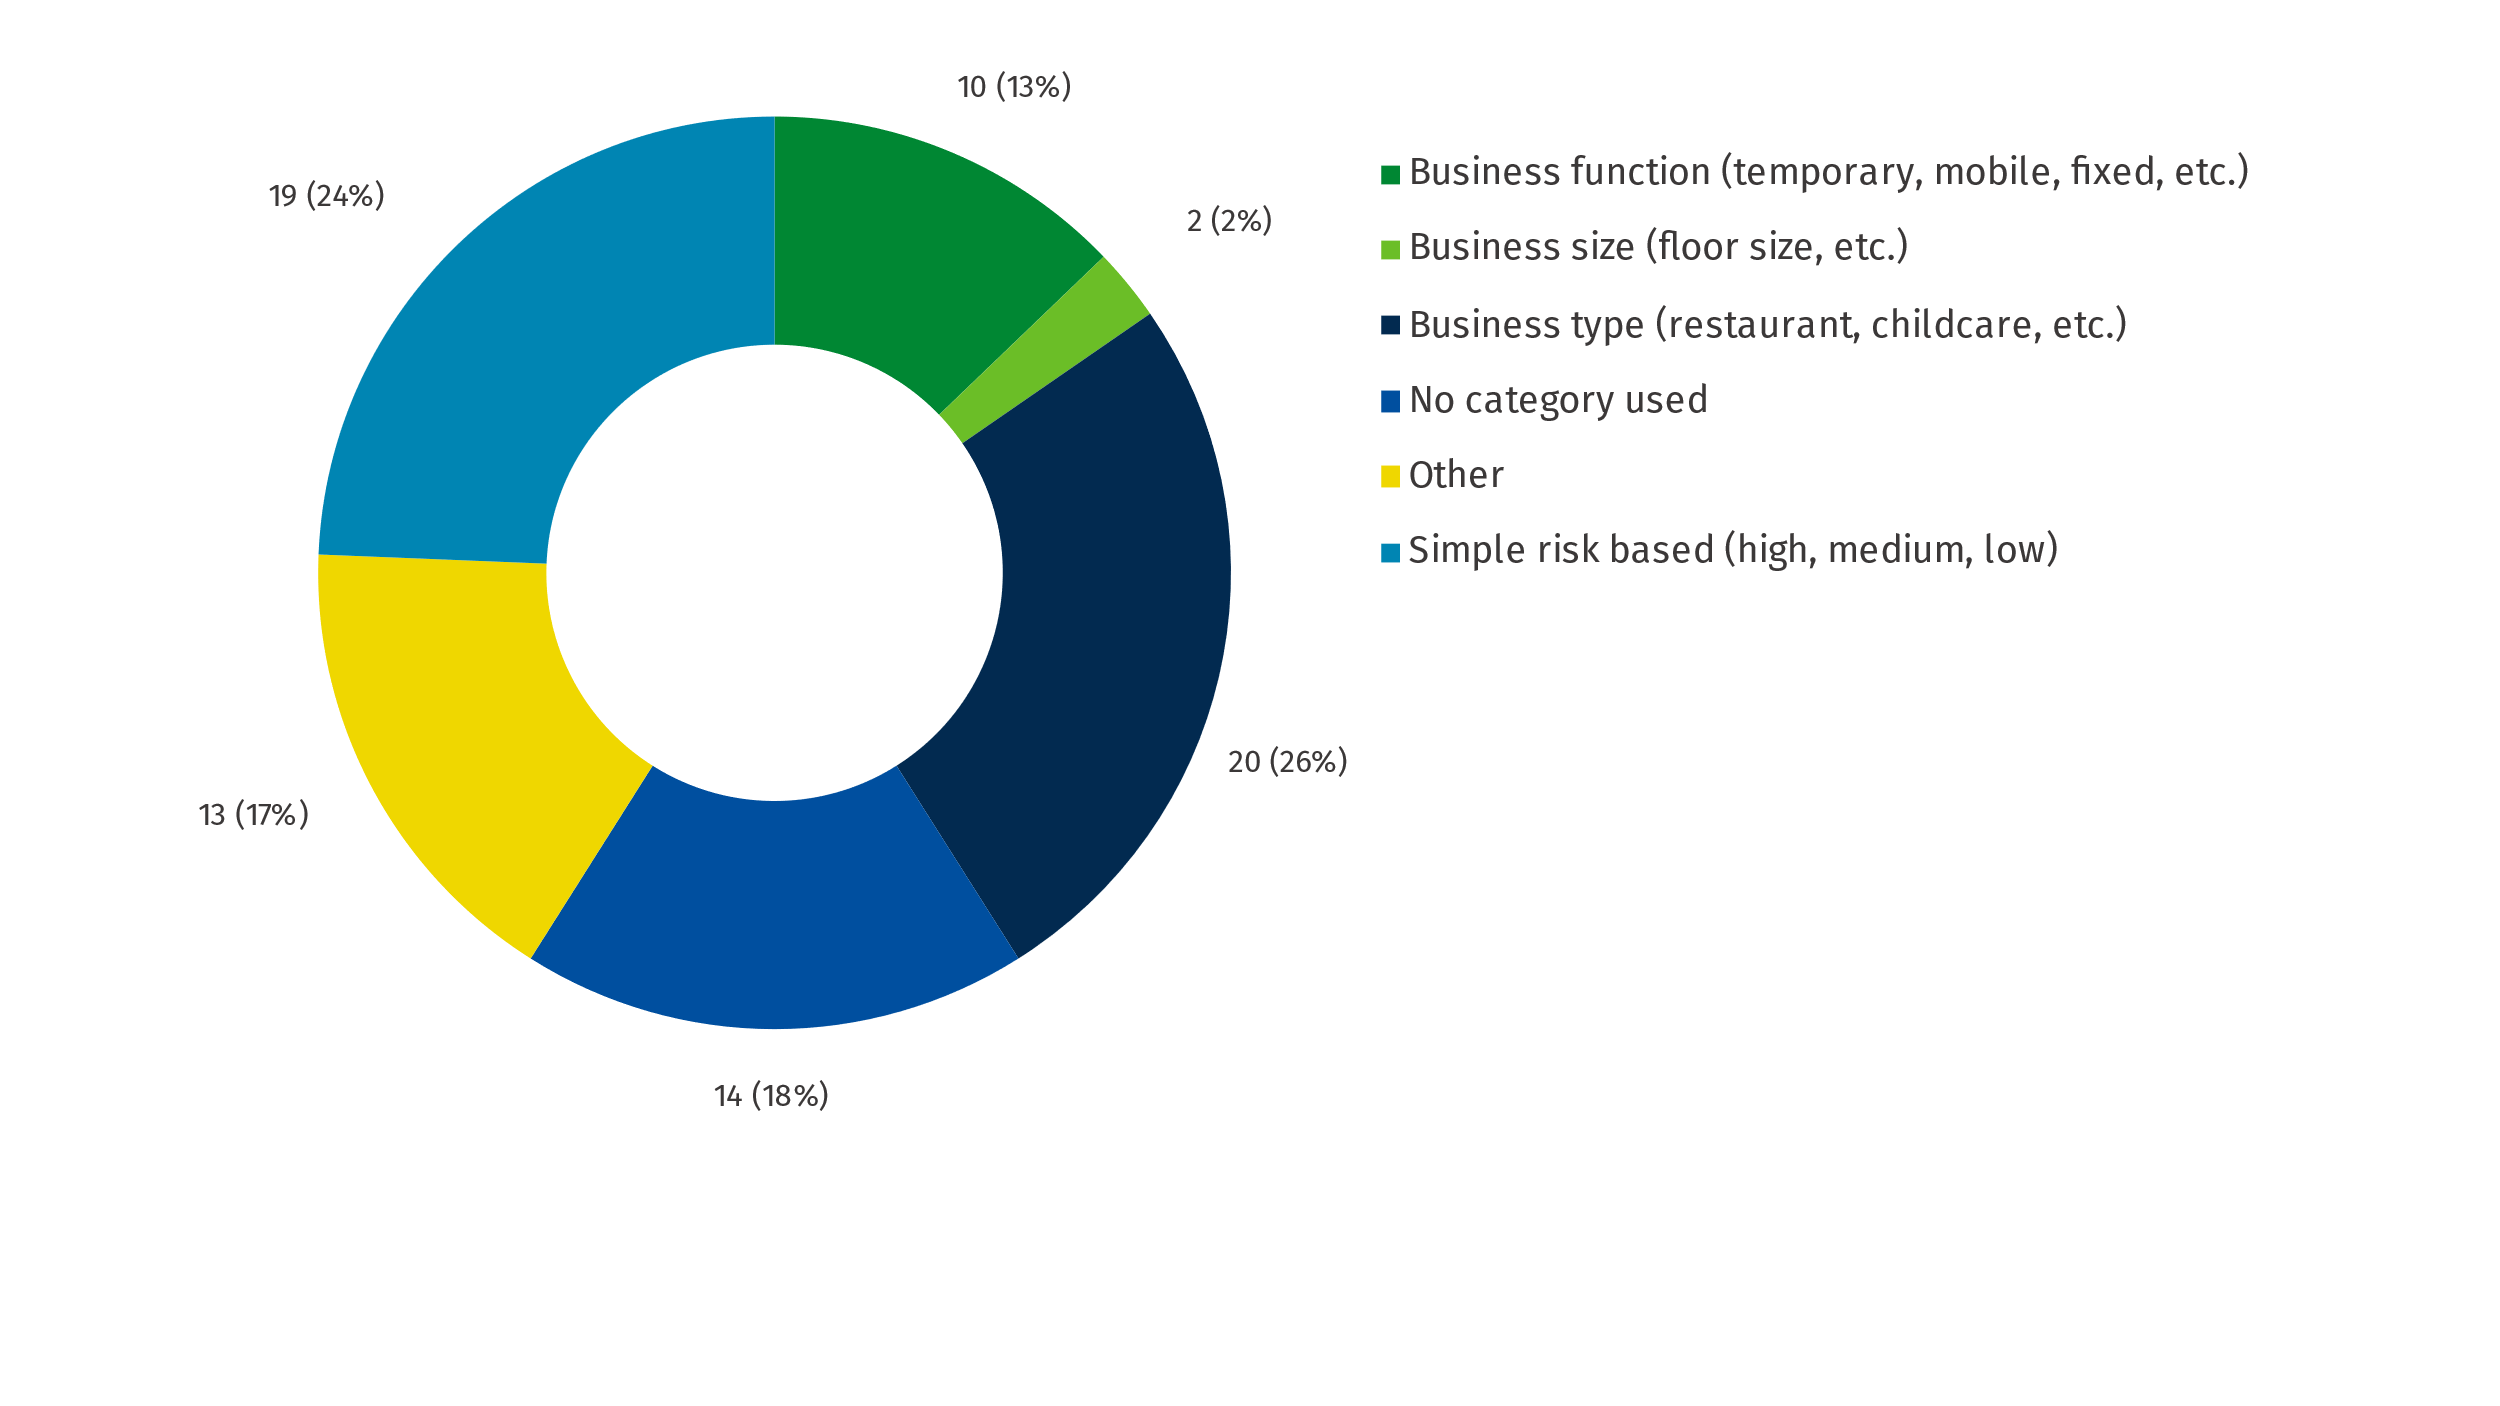 10 (13%)
2 (2%)
19 (24%)
20 (26%)
13 (17%)
14 (18%)
Business function (temporary, mobile, fixed, etc.)
Business size (floor size, etc.)
Business type (restaurant, childcare, etc.)
No category used
Other
Simple risk based (high, medium, low)